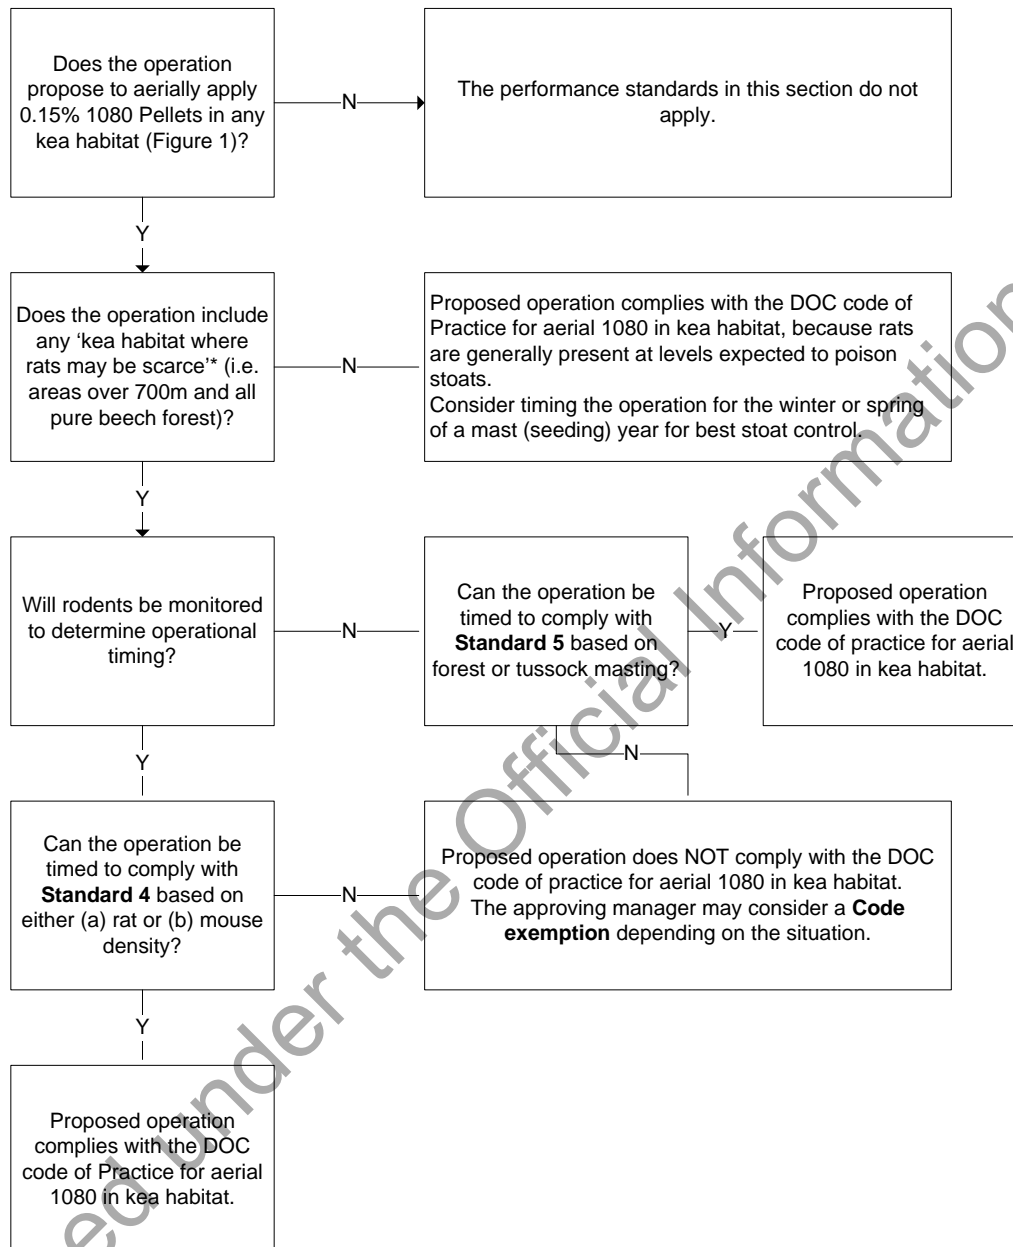 Does the operation
propose to aerially apply
0.15% 1080 Pellets in any
kea habitat (Figure 1)?
N
The performance standards in this section do not
apply.
Y
Does the operation include
any ‘kea habitat where
rats may be scarce’* (i.e.
areas over 700m and all
pure beech forest)?
N
Proposed operation complies with the DOC code of
Practice for aerial 1080 in kea habitat, because rats
are generally present at levels expected to poison
stoats.
Consider timing the operation for the winter or spring
of a mast (seeding) year for best stoat control.
Y
Will rodents be monitored
to determine operational
timing?
N
Can the operation be
timed to comply with
Standard 5 based on
forest or tussock masting?
Y
Proposed operation
complies with the DOC
code of practice for aerial
1080 in kea habitat.
N
Y
Can the operation be
timed to comply with
Standard 4 based on
either (a) rat or (b) mouse
density?
N
Proposed operation does NOT comply with the DOC
code of practice for aerial 1080 in kea habitat.
The approving manager may consider a Code
exemption depending on the situation.
Y
Proposed operation
complies with the DOC
code of Practice for aerial
1080 in kea habitat.
ed under the Official Information